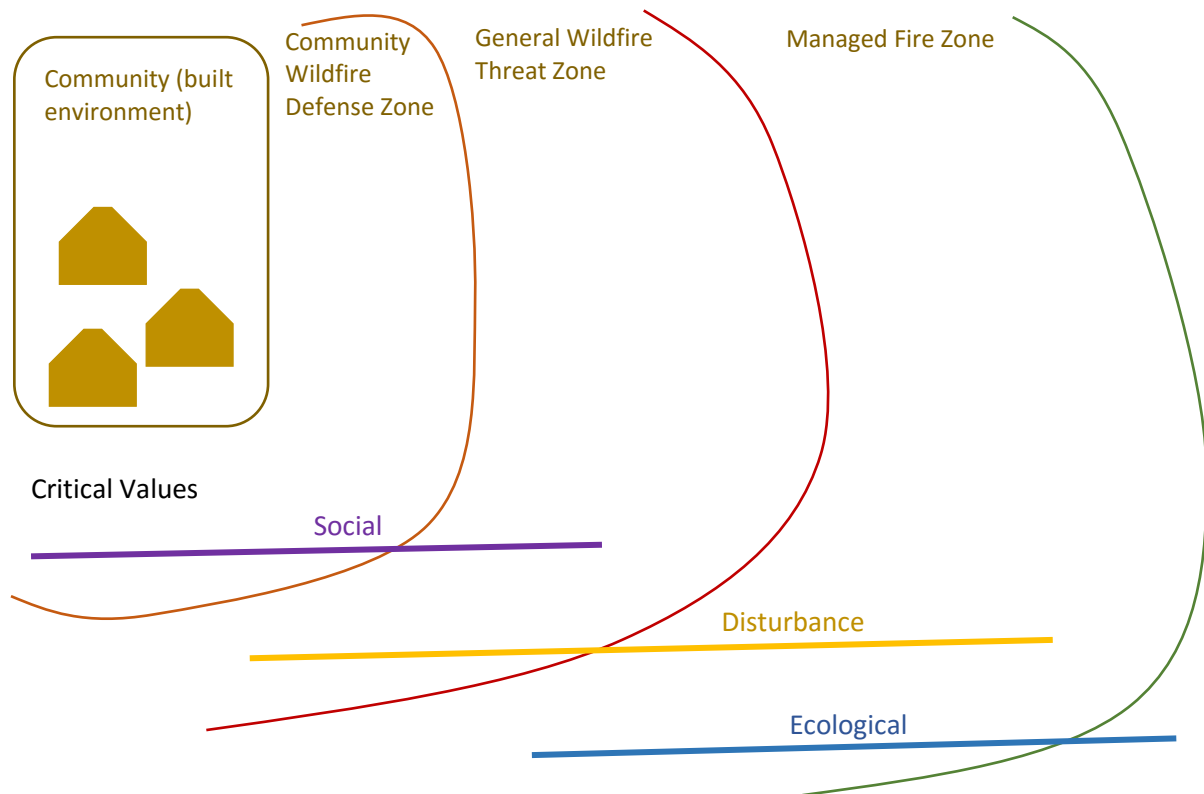 Community (built
environment)
Community
Wildfire
Defense Zone
General Wildfire
Threat Zone
Managed Fire Zone
Critical Values
Social
Disturbance
Ecological